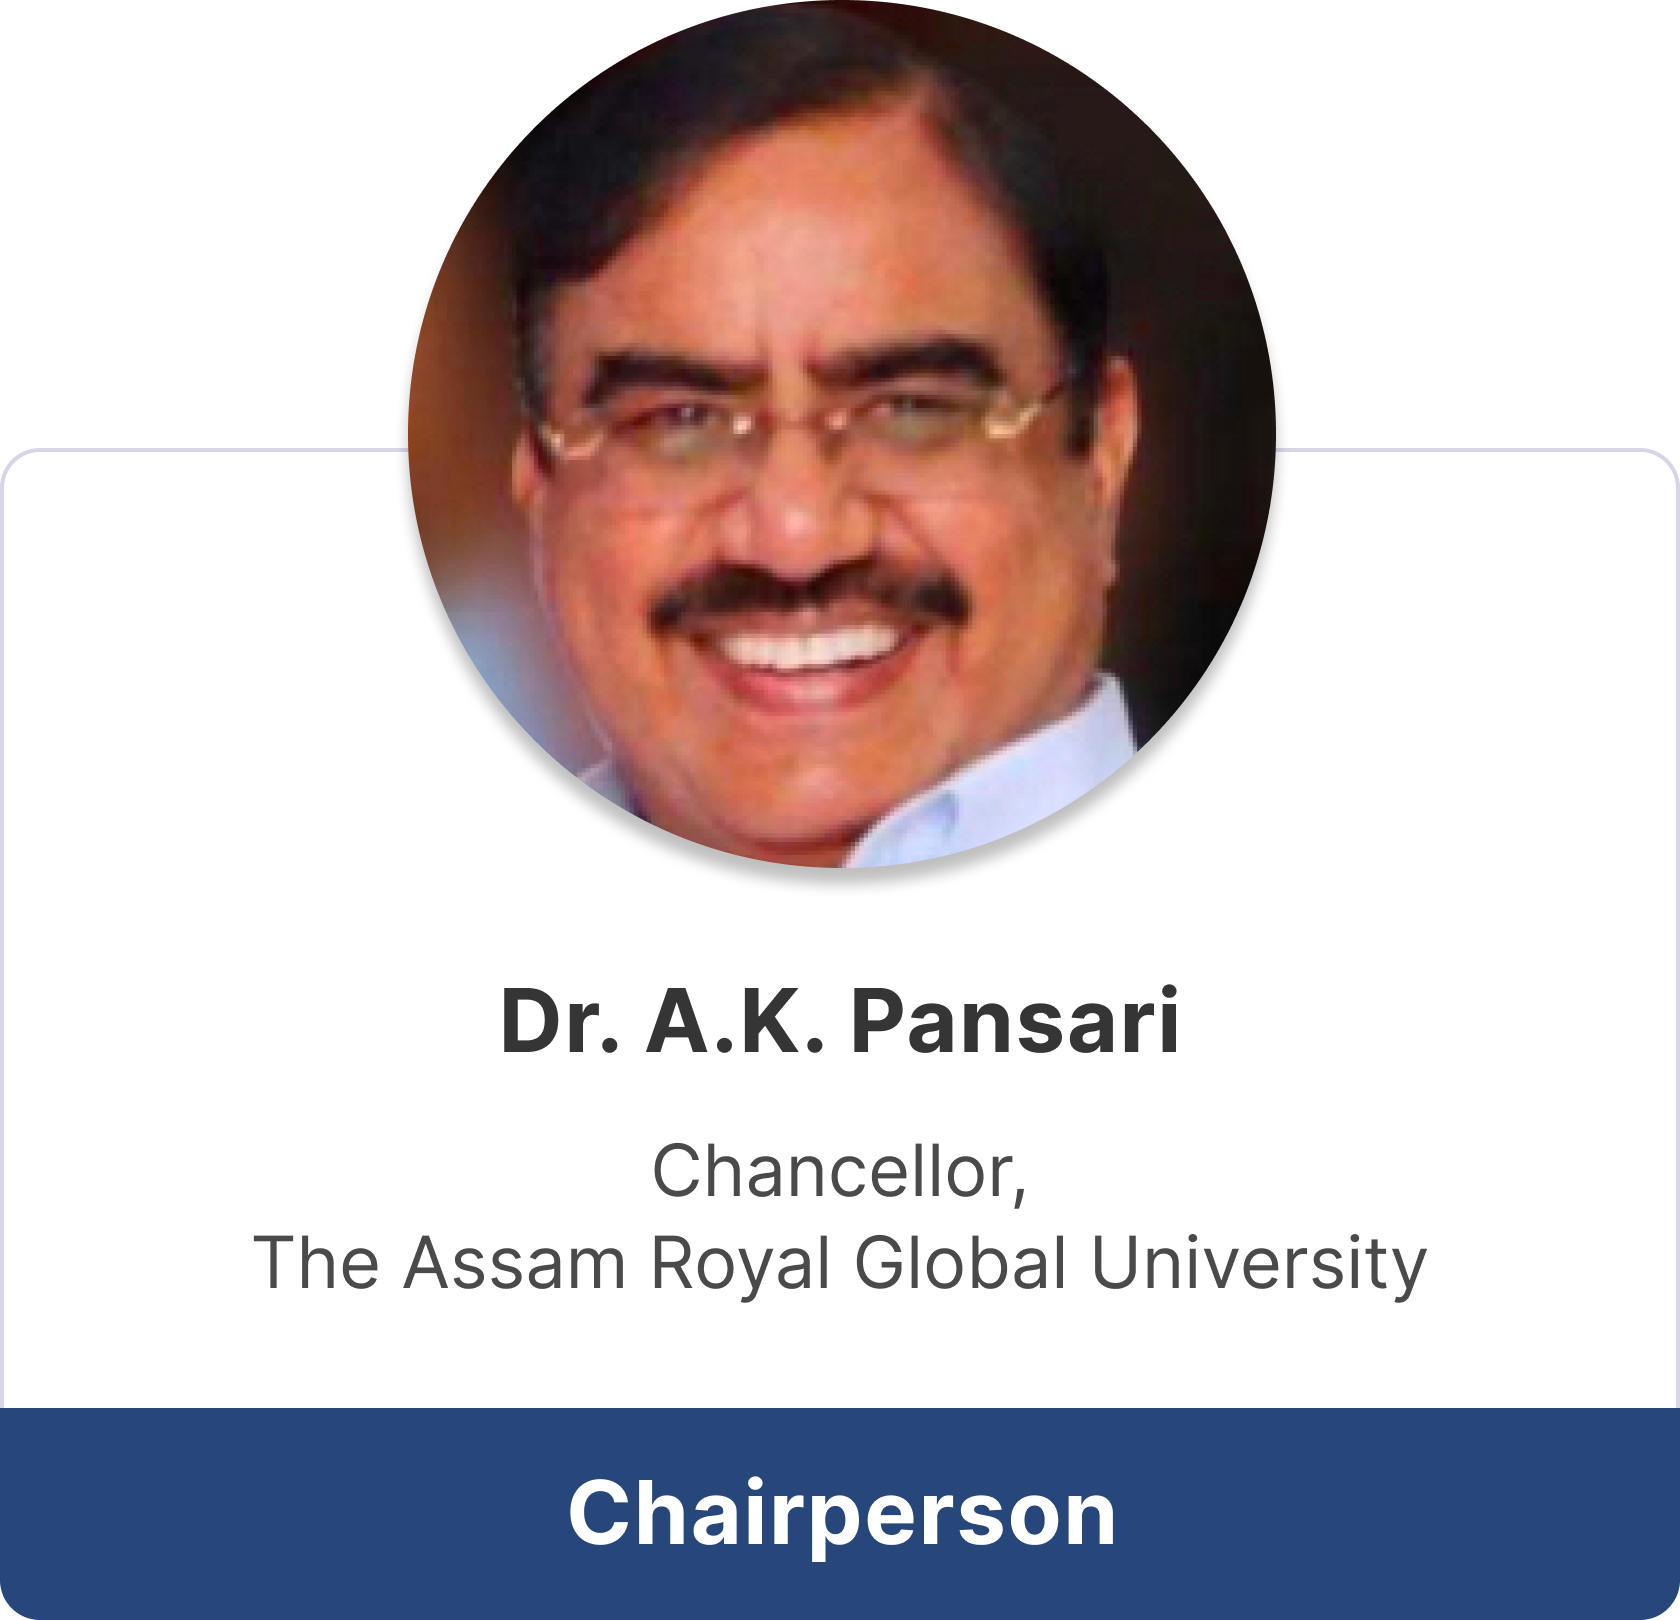 Dr. A.K. Pansari
Chancellor,
The Assam Royal Global University
Chairperson